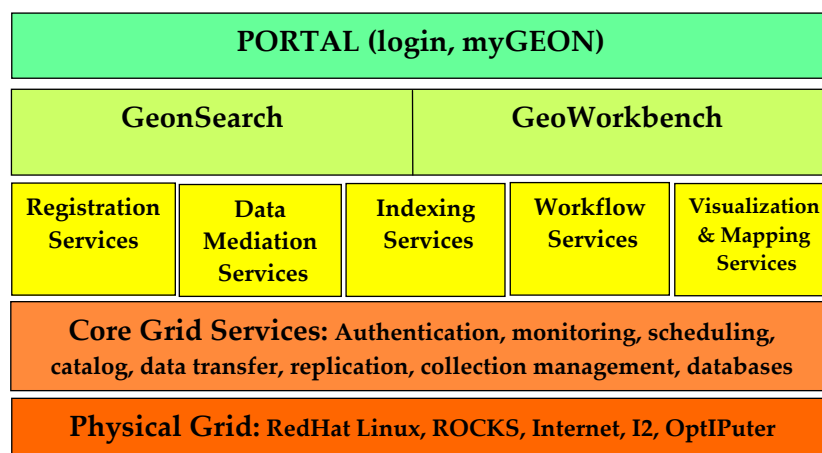 PORTAL (login, myGEON)
GeonSearch
GeoWorkbench
Registration
Services
Data
Mediation
Services
Indexing
Services
Workflow
Services
Visualization
& Mapping
Services
Core Grid Services: Authentication, monitoring, scheduling,
catalog, data transfer, replication, collection management, databases
Physical Grid: RedHat Linux, ROCKS, Internet, I2, OptIPuter